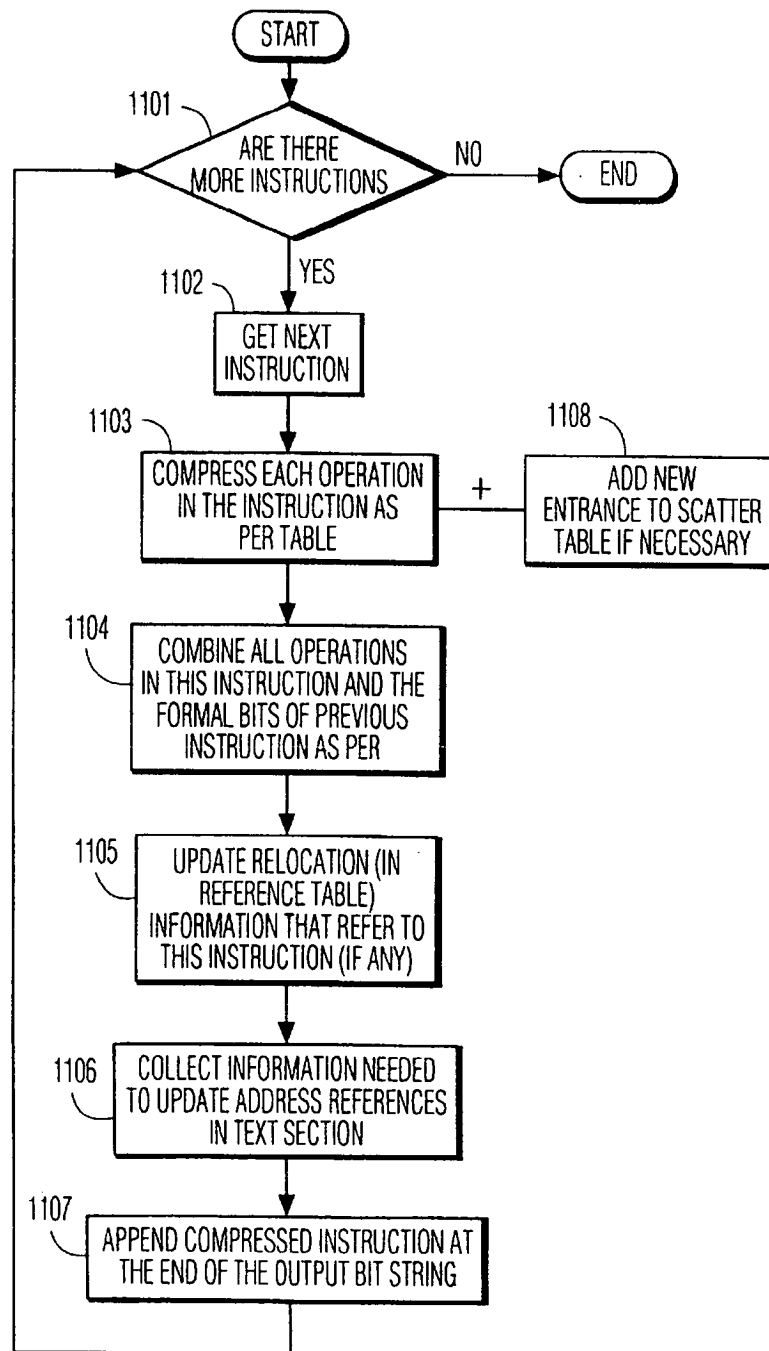 START
1101
ARE THERE
MORE INSTRUCTIONS
NO
END
YES
1102
GET NEXT
INSTRUCTION
1103
COMPRESS EACH OPERATION
IN THE INSTRUCTION AS
PER TABLE
+
1108
ADD NEW
ENTRANCE TO SCATTER
TABLE IF NECESSARY
1104
COMBINE ALL OPERATIONS
IN THIS INSTRUCTION AND THE
FORMAL BITS OF PREVIOUS
INSTRUCTION AS PER
1105
UPDATE RELOCATION (IN
REFERENCE TABLE)
INFORMATION THAT REFER TO
THIS INSTRUCTION (IF ANY)
1106
COLLECT INFORMATION NEEDED
TO UPDATE ADDRESS REFERENCES
IN TEXT SECTION
1107
APPEND COMPRESSED INSTRUCTION AT
THE END OF THE OUTPUT BIT STRING